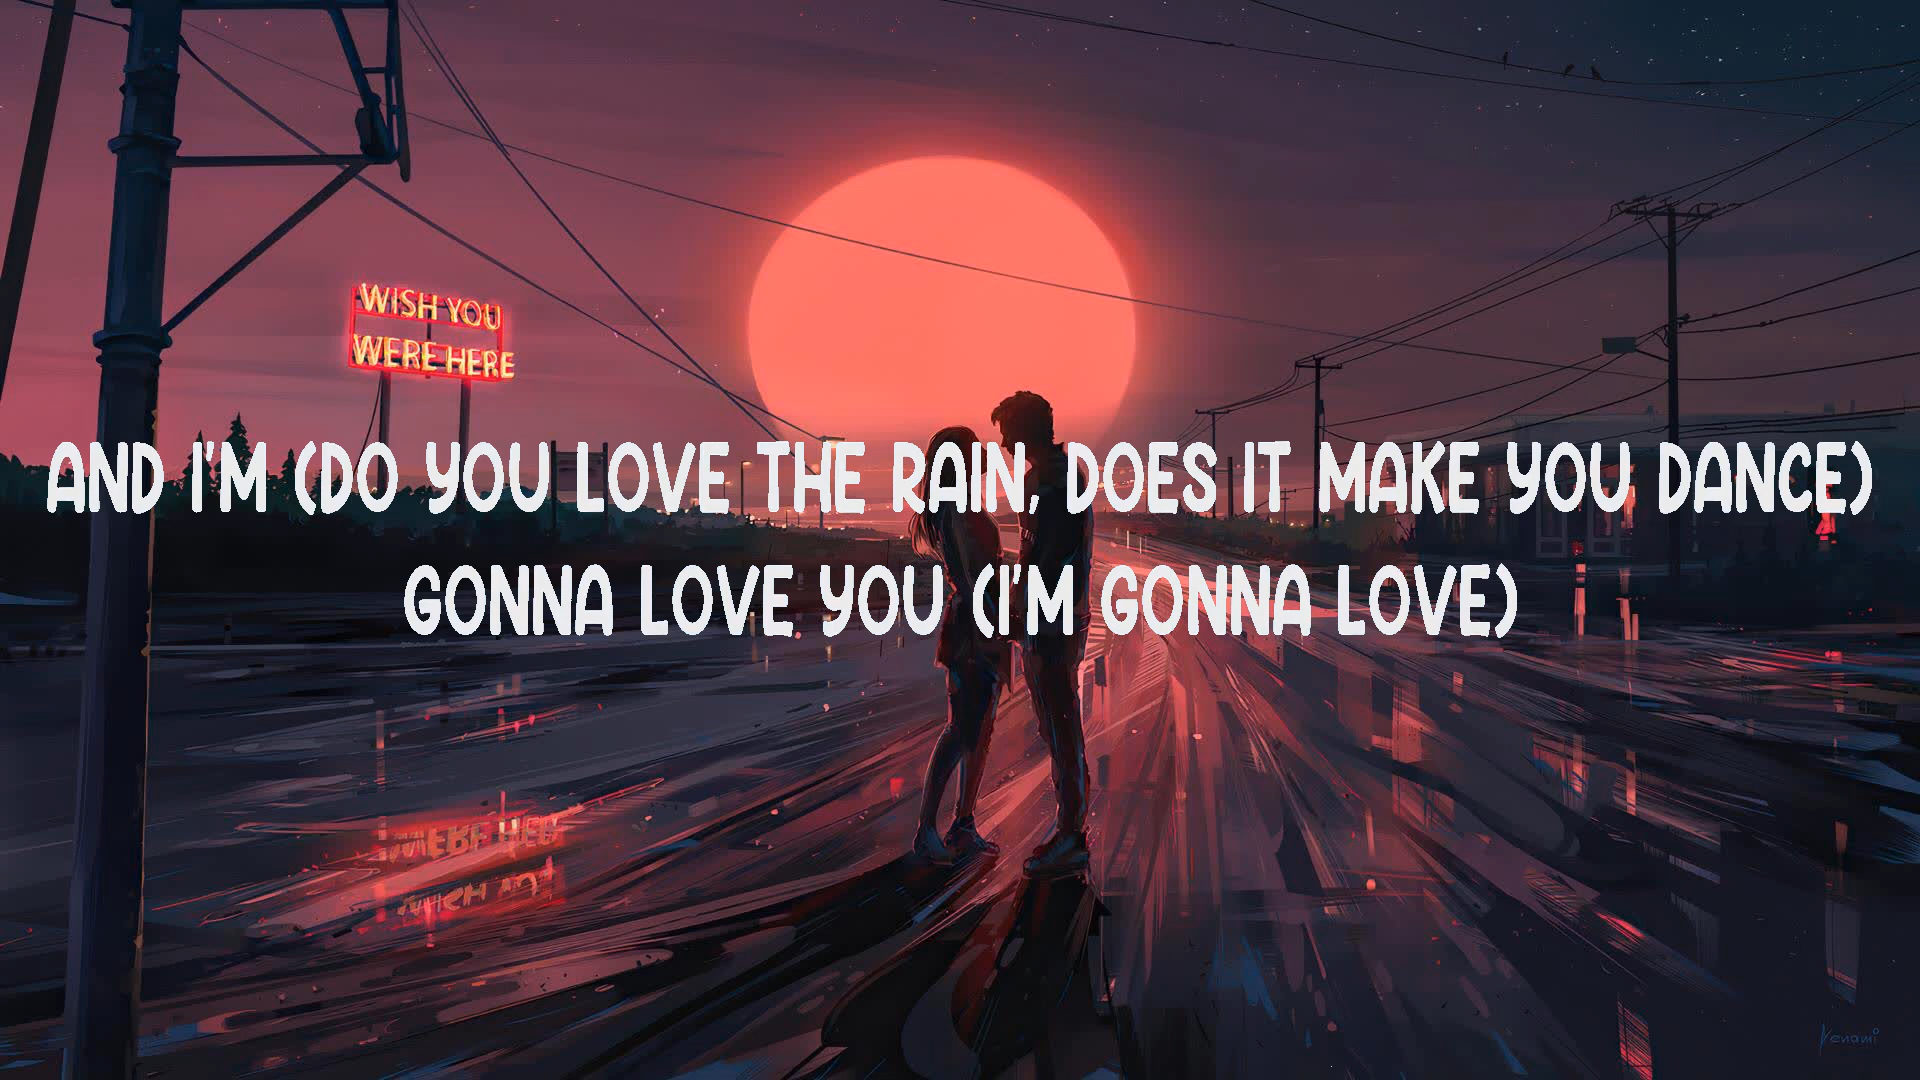 WISH YOU
WERE HERE
AND I'M (DO YOU LOVE THE RAIN, DOES IT MAKE YOU DANCE)
GONNA LOVE YOU (I'M GONNA LOVE)